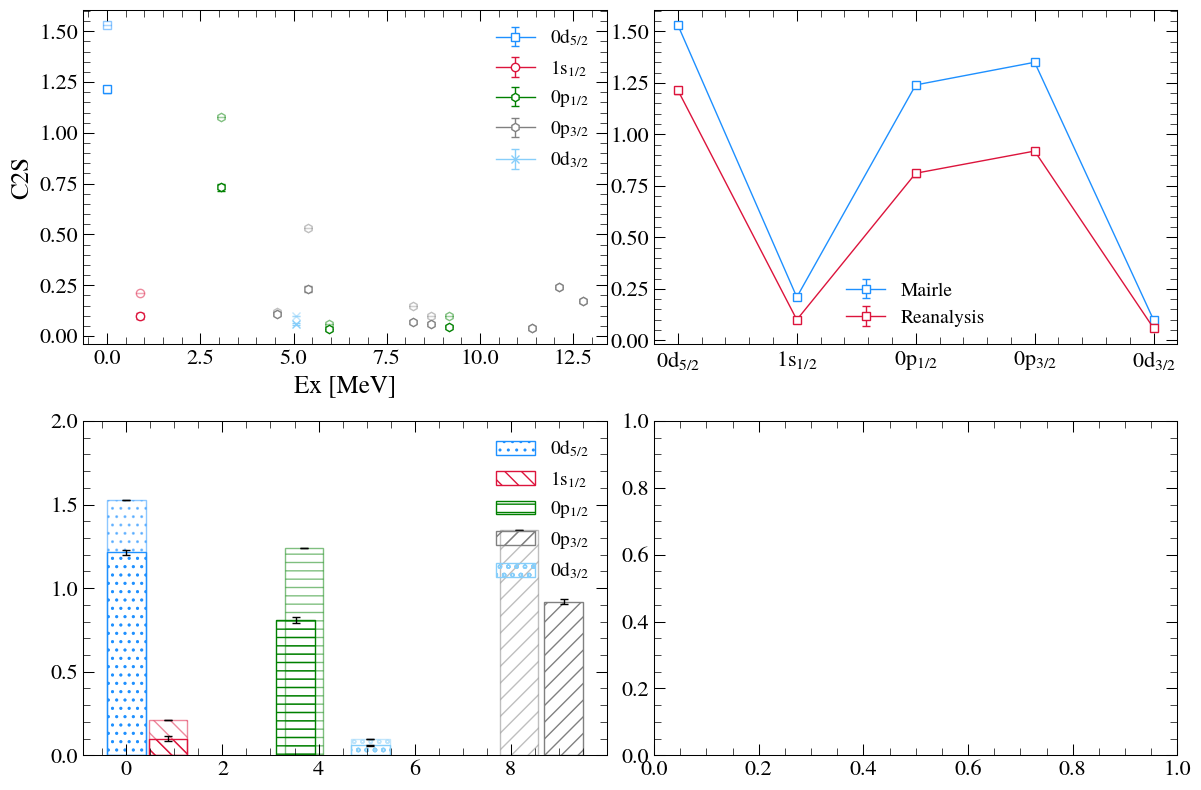 1.50
1.25
1.00
0.75
0.50
0.25
0.00
C2S
0d5/2
1s1/2
0p1/2
0p3/2
0d3/2
0.0 2.5 5.0 7.5 10.0 12.5
Ex [MeV]
1.50
1.25
1.00
0.75
0.50
0.25
0.00
Mairle
Reanalysis
0d5/2 1s1/2 0p1/2 0p3/2 0d3/2
2.0
1.5
1.0
0.5
0.0
0d5/2
1s1/2
0p1/2
0p3/2
0d3/2
0 2 4 6 8
1.0
0.8
0.6
0.4
0.2
0.0
0.0 0.2 0.4 0.6 0.8 1.0